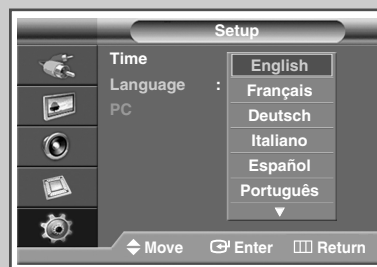 Setup
Time
Language :
PC
English
Français
Deutsch
Italiano
Español
Português
Move Enter Return